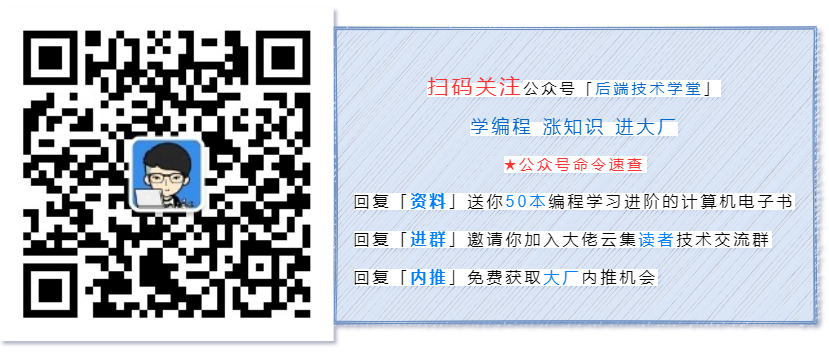 扫码关注公众号「后端技术学堂」
学编程 涨知识 进大厂
★公众号命令速查
回复「资料」送你50本编程学习进阶的计算机电子书
回复「进群」邀请你加入大佬云集读者技术交流群
回复「内推」免费获取大厂内推机会